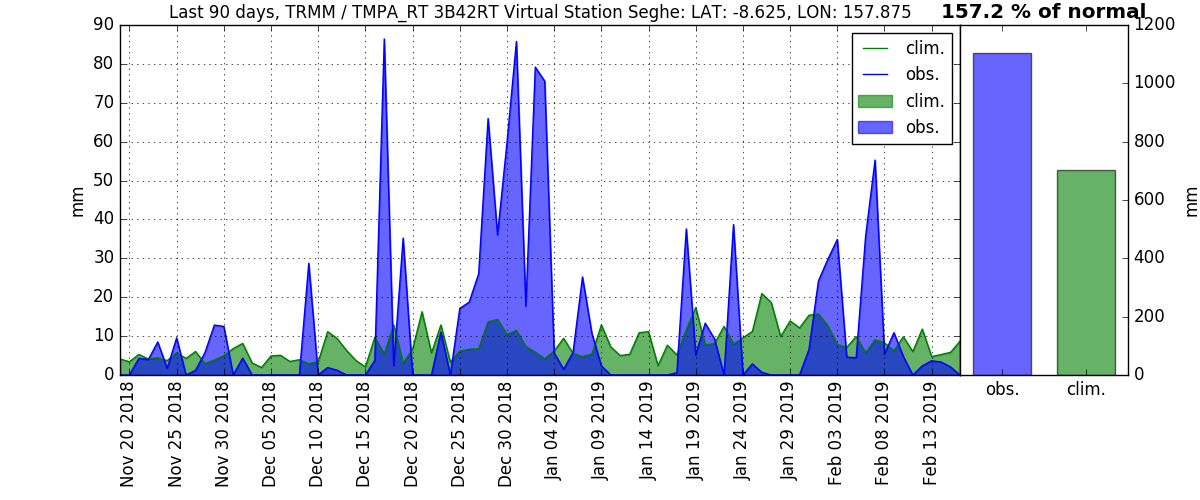 Last 90 days, TRMM / TMPA_RT 3B42RT Virtual Station Seghe: LAT: -8.625, LON: 157.875
157.2 % of normal
90
80
70
60
50
40
30
20
10
0
mm
clim.
obs.
clim.
obs.
Nov 20 2018
Nov 25 2018
Nov 30 2018
Dec 05 2018
Dec 10 2018
Dec 15 2018
Dec 20 2018
Dec 25 2018
Dec 30 2018
Jan 04 2019
Jan 09 2019
Jan 14 2019
Jan 19 2019
Jan 24 2019
Jan 29 2019
Feb 03 2019
Feb 08 2019
Feb 13 2019
1200
1000
800
600
400
200
0
mm
obs.
clim.